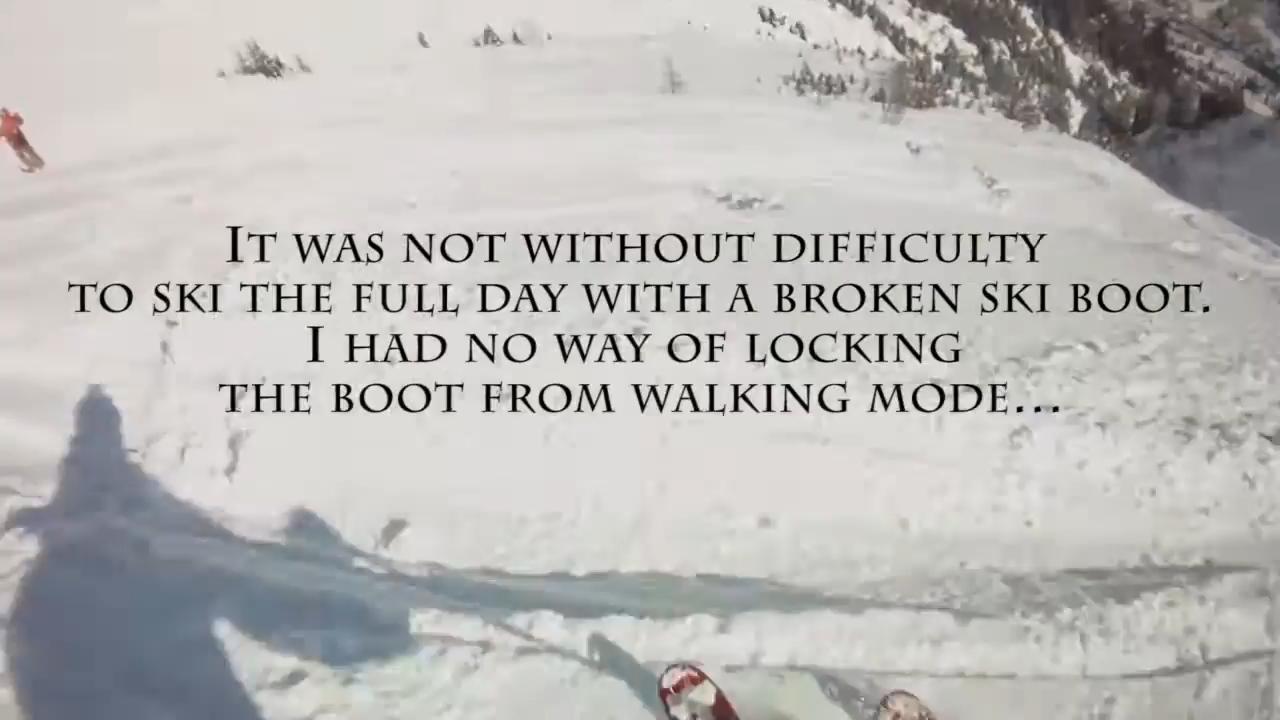 It was not without difficulty
to ski the full day with a broken ski boot.
I had no way of locking
the boot from walking mode...